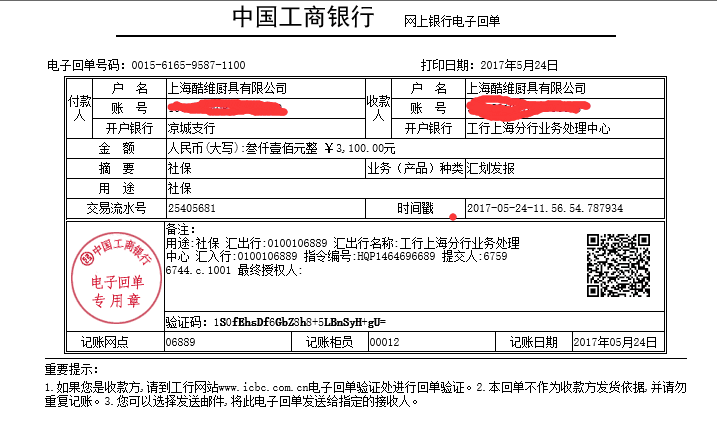 中国工商银行 网上银行电子回单
电子回单号码: 0015-6165-9587-1100 打印日期: 2017年5月24日
付款人 户 名 上海酷维厨具有限公司 收款人 户 名 上海酷维厨具有限公司
账 号 账 号
开户银行 凉城支行 开户银行 工行上海分行业务处理中心
金 额 人民币(大写):叁仟壹佰元整 ¥3,100.00元
摘 要 社保 业务(产品)种类 汇划发报
用 途 社保
交易流水号 25405681 时间戳 2017-05-24-11.56.54.787934
中国工商银行
电子回单
专用章
备注:
用途:社保 汇出行:0100106889 汇出行名称:工行上海分行业务处理
中心 汇入行:0100106889 指令编号:HQP1464696689 提交人:6759
6744.c.1001 最终授权人:
验证码: 1S0fEhsDf6GbZ8h8+5LBnSyH+gU=
记账网点 06889 记账柜员 00012 记账日期 2017年05月24日
重要提示:
1.如果您是收款方,请到工行网站www.icbc.com.cn电子回单验证处进行回单验证。2.本回单不作为收款方发货依据,并请勿
重复记账。3.您可以选择发送邮件,将此电子回单发送给指定的接收人。